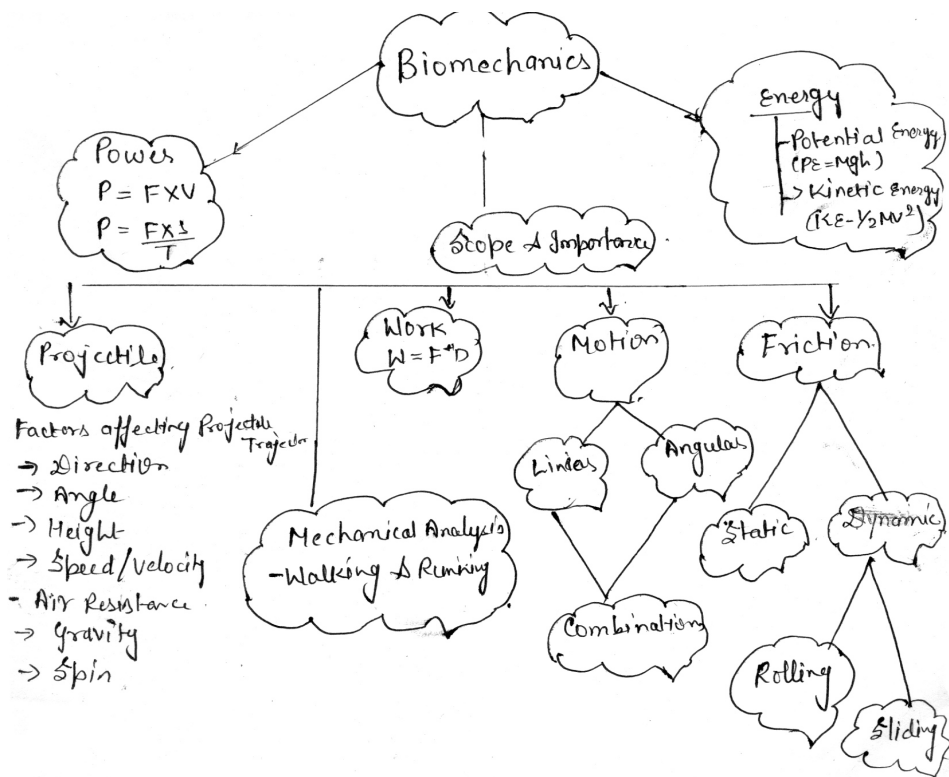 Biomechanics
Power
P = FXV
P = FXS
T
Energy
Potential Energy
(PE=Mgh)
→ Kinetic Energy
(KE-1/2MV²)
Scope & Importance
Projectile
Work
W = F*D
Motion
Friction
Factors affecting Projectile
Trajector
→ Direction
→ Angle
→ Height
→ Speed/Velocity
- Air Resistance
→ Gravity
→ Spin
Mechanical Analysis
-Walking & Running
Linear
Angular
Combination
Static
Dynamic
Rolling
Sliding